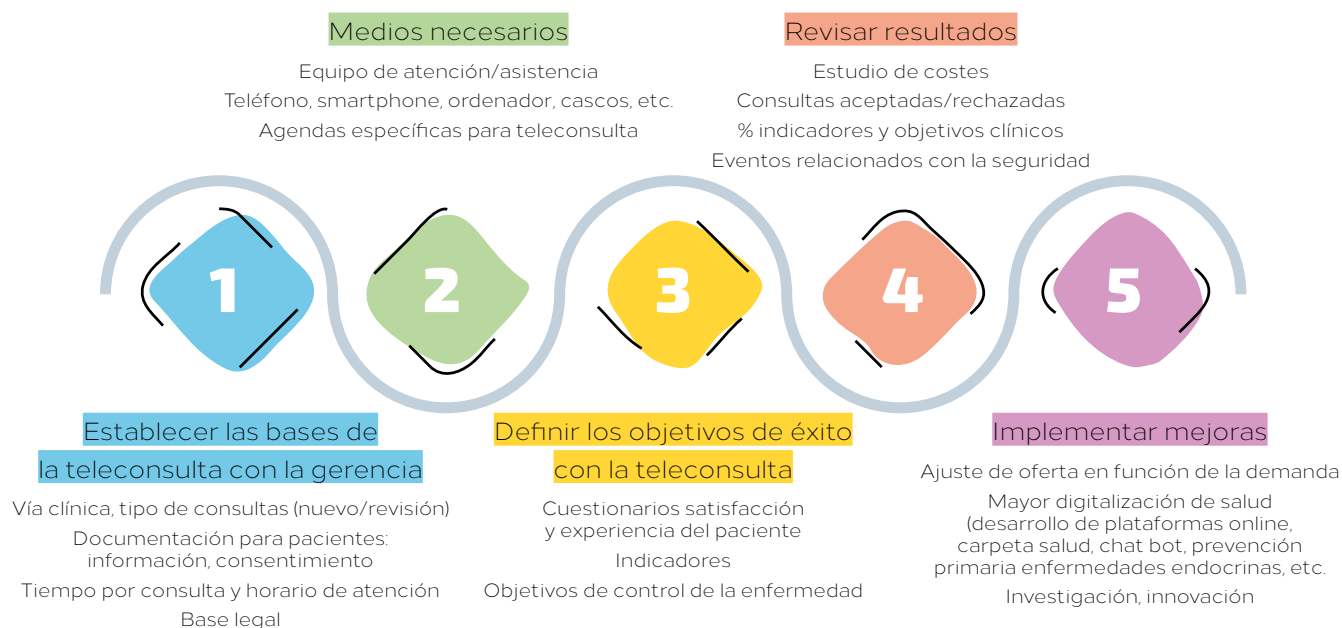 Medios necesarios
Equipo de atención/asistencia
Teléfono, smartphone, ordenador, cascos, etc.
Agendas específicas para teleconsulta
Revisar resultados
Estudio de costes
Consultas aceptadas/rechazadas
% indicadores y objetivos clínicos
Eventos relacionados con la seguridad
1
2
3
4
5
Establecer las bases de
la teleconsulta con la gerencia
Vía clínica, tipo de consultas (nuevo/revisión)
Documentación para pacientes:
información, consentimiento
Tiempo por consulta y horario de atención
Base legal
Definir los objetivos de éxito
con la teleconsulta
Cuestionarios satisfacción
y experiencia del paciente
Indicadores
Objetivos de control de la enfermedad
Implementar mejoras
Ajuste de oferta en función de la demanda
Mayor digitalización de salud
(desarrollo de plataformas online,
carpeta salud, chat bot, prevención
primaria enfermedades endocrinas, etc.
Investigación, innovación